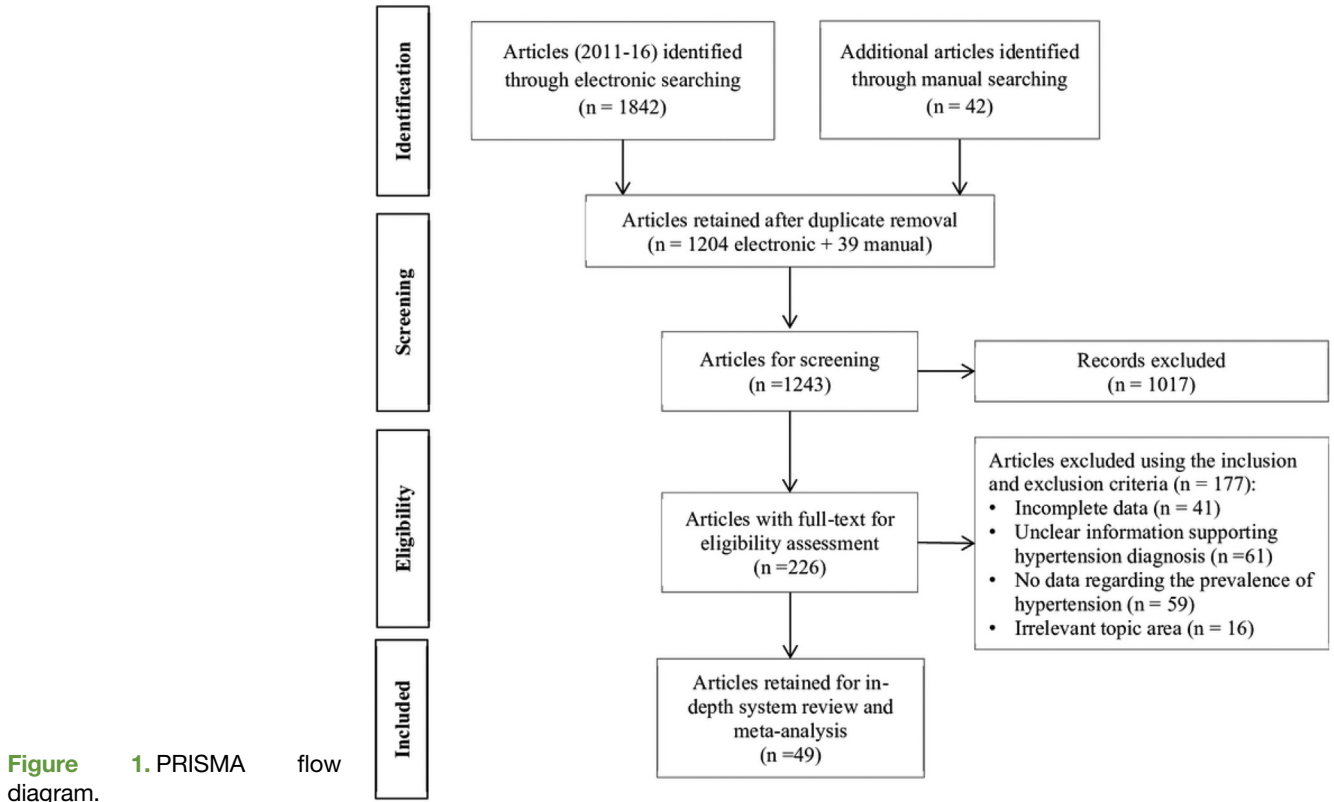 Identification
Articles (2011-16) identified
through electronic searching
(n = 1842)
Additional articles identified
through manual searching
(n = 42)
Screening
Articles retained after duplicate removal
(n = 1204 electronic + 39 manual)
Articles for screening
(n =1243)
Records excluded
(n = 1017)
Eligibility
Articles with full-text for
eligibility assessment
(n =226)
Articles excluded using the inclusion
and exclusion criteria (n = 177):
• Incomplete data (n = 41)
• Unclear information supporting
hypertension diagnosis (n =61)
• No data regarding the prevalence of
hypertension (n = 59)
• Irrelevant topic area (n = 16)
Included
Articles retained for in-
depth system review and
meta-analysis
(n =49)
Figure 1. PRISMA flow
diagram.